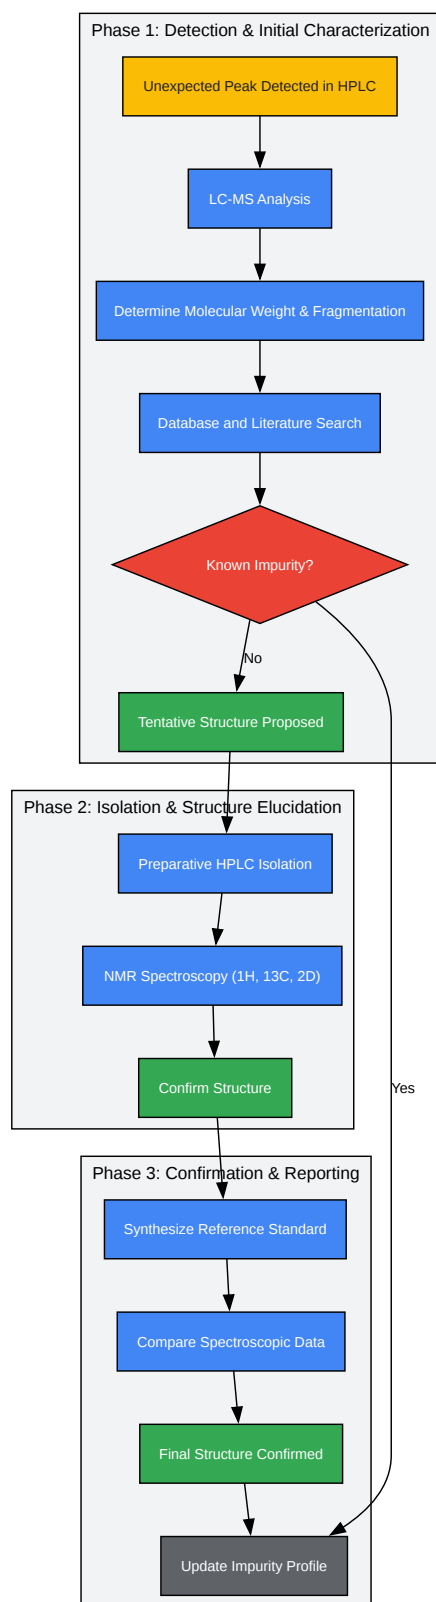 Phase 1: Detection & Initial Characterization
Unexpected Peak Detected in HPLC
LC-MS Analysis
Determine Molecular Weight & Fragmentation
Database and Literature Search
Known Impurity?
No
Tentative Structure Proposed
Phase 2: Isolation & Structure Elucidation
Preparative HPLC Isolation
NMR Spectroscopy (1H, 13C, 2D)
Confirm Structure
Yes
Phase 3: Confirmation & Reporting
Synthesize Reference Standard
Compare Spectroscopic Data
Final Structure Confirmed
Update Impurity Profile